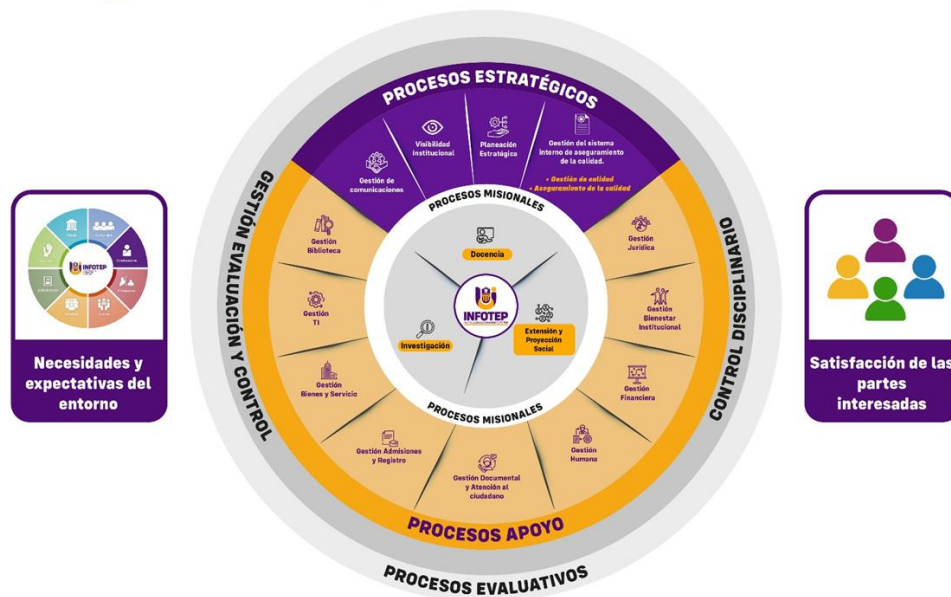 PROCESOS ESTRATÉGICOS
Gestión de
comunicaciones
Visibilidad
Institucional
Planeación
Estratégica
Gestión del sistema
interno de aseguramiento
de la calidad.
• Gestión de calidad
• Aseguramiento de la calidad
GESTIÓN EVALUACIÓN Y CONTROL
CONTROL DISCIPLINARIO
PROCESOS MISIONALES
Docencia
Investigación
Extensión y
Proyección
Social
INFOTEP
PROCESOS MISIONALES
Gestión
Biblioteca
Gestión
TI
Gestión
Bienes y Servicio
Gestión Admisiones
y Registro
Gestión Documental
y Atención al
ciudadano
Gestión
Humana
Gestión
Financiera
Gestión
Bienestar
Institucional
Gestión
Jurídica
PROCESOS APOYO
PROCESOS EVALUATIVOS
INFOTEP
Necesidades y
expectativas del
entorno
Satisfacción de las
partes
interesadas